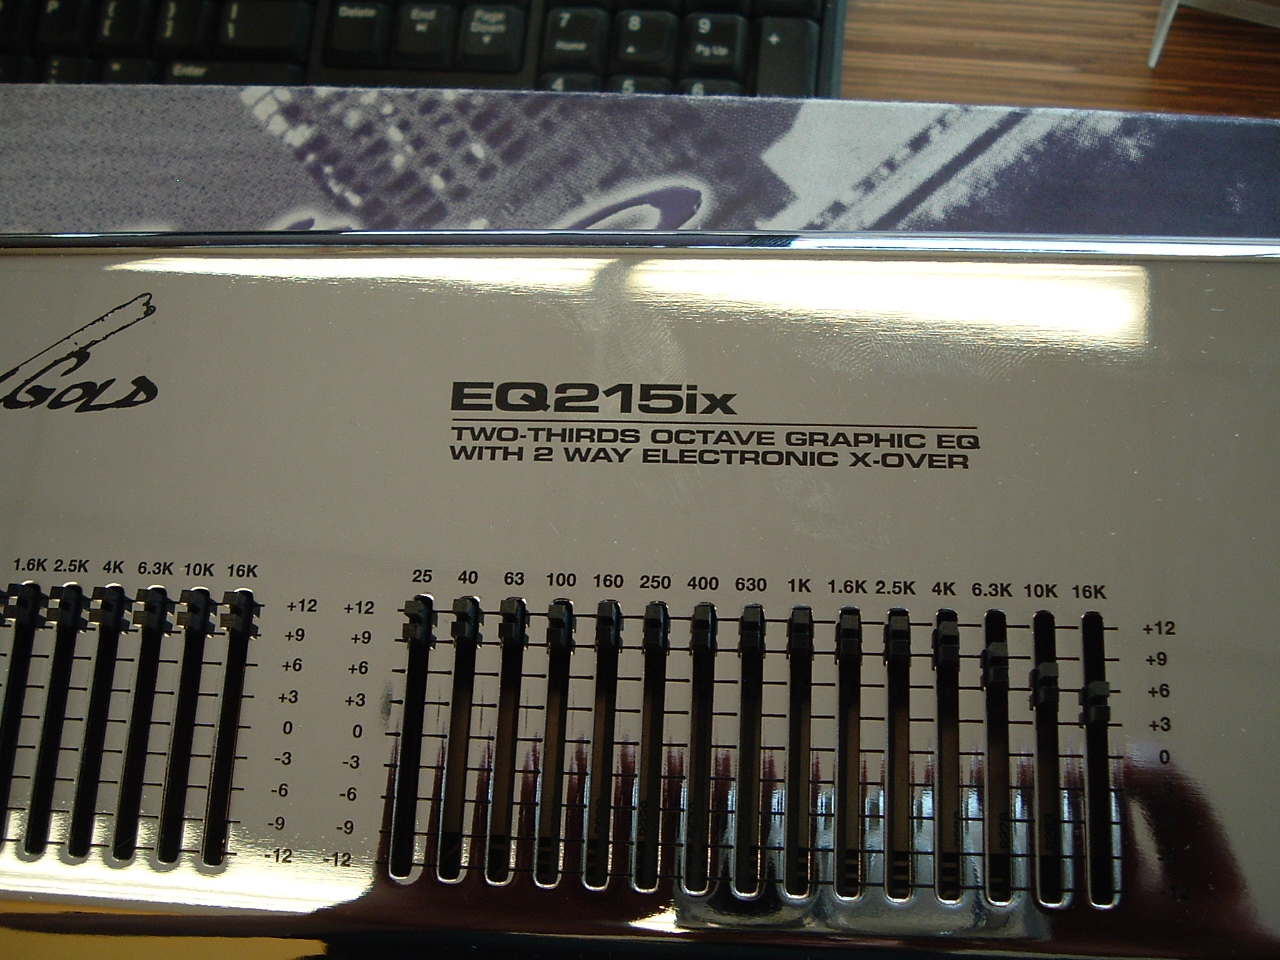 P { } | Delete End Page Down 7 Home 8 9 Pg Up +
: " Enter 4 5 6
GOLD
EQ215ix
TWO-THIRDS OCTAVE GRAPHIC EQ
WITH 2 WAY ELECTRONIC X-OVER
1.6K 2.5K 4K 6.3K 10K 16K
25 40 63 100 160 250 400 630 1K 1.6K 2.5K 4K 6.3K 10K 16K
+12 +12 +12
+9 +9 +9
+6 +6 +6
+3 +3 +3
0 0 0
-3 -3
-6 -6
-9 -9
-12 -12 -12